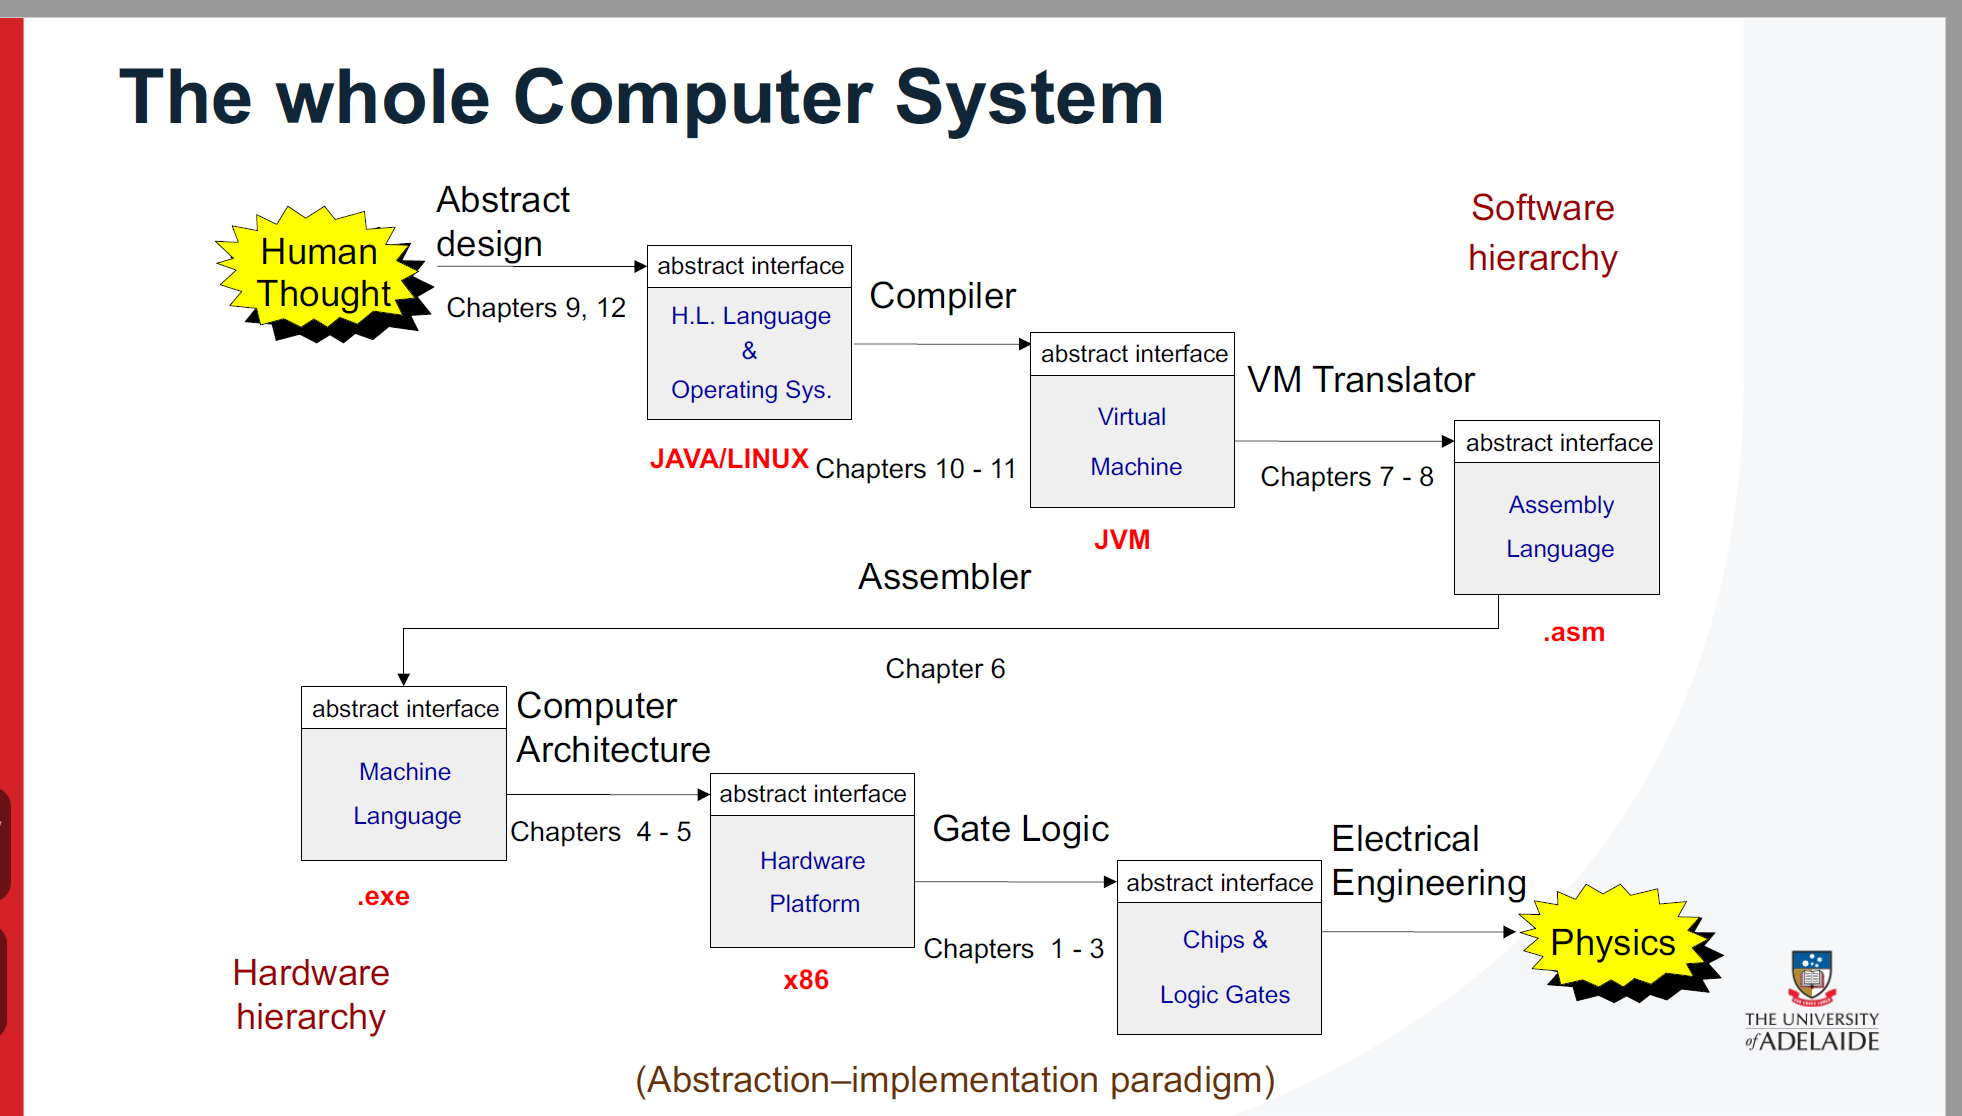 The whole Computer System
Human
Thought
Abstract
design
Chapters 9, 12
abstract interface
H.L. Language
&
Operating Sys.
JAVA/LINUX
Compiler
Chapters 10 - 11
abstract interface
Virtual
Machine
JVM
VM Translator
Chapters 7 - 8
abstract interface
Assembly
Language
.asm
Software
hierarchy
Assembler
Chapter 6
abstract interface
Machine
Language
.exe
Computer
Architecture
Chapters 4 - 5
abstract interface
Hardware
Platform
x86
Gate Logic
Chapters 1 - 3
abstract interface
Chips &
Logic Gates
Electrical
Engineering
Physics
Hardware
hierarchy
(Abstraction–implementation paradigm)
THE UNIVERSITY
of ADELAIDE